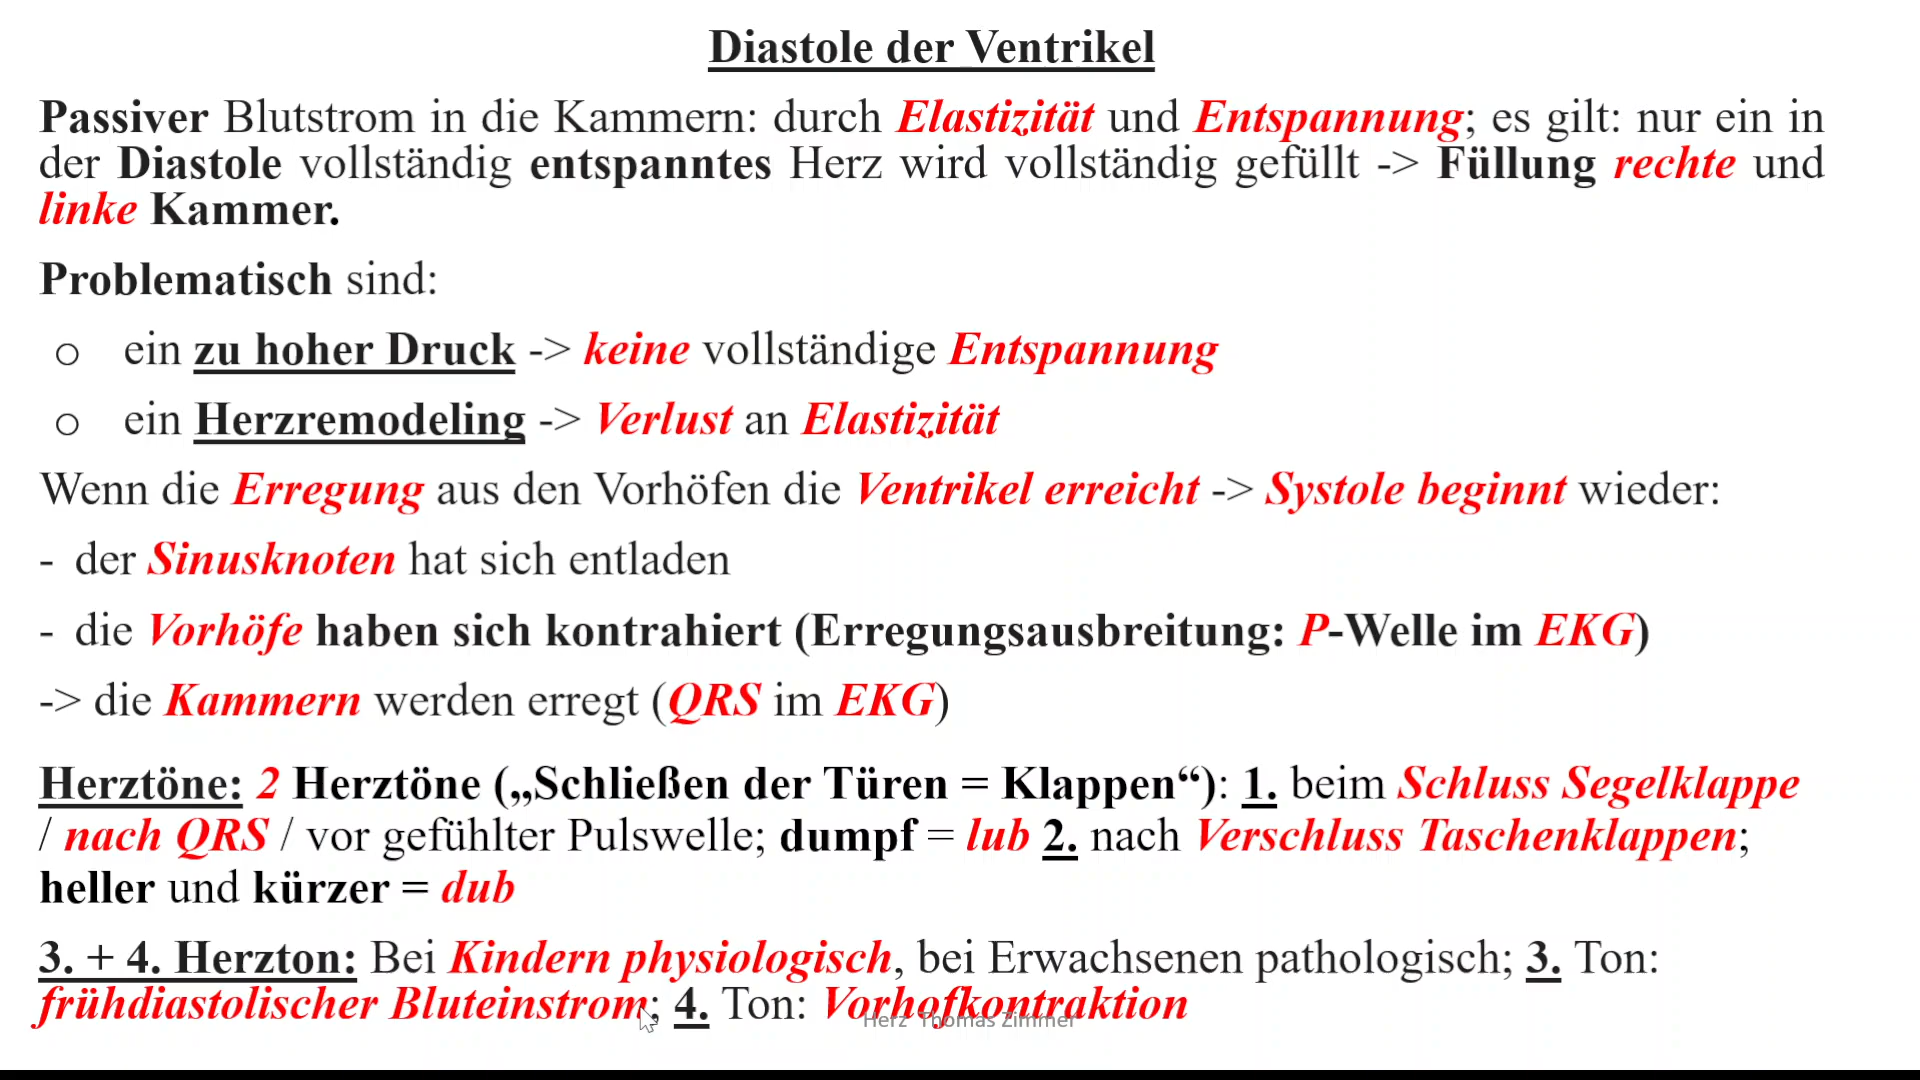 Diastole der Ventrikel
Passiver Blutstrom in die Kammern: durch Elastizität und Entspannung; es gilt: nur ein in
der Diastole vollständig entspanntes Herz wird vollständig gefüllt -> Füllung rechte und
linke Kammer.
Problematisch sind:
o ein zu hoher Druck -> keine vollständige Entspannung
o ein Herzremodeling -> Verlust an Elastizität
Wenn die Erregung aus den Vorhöfen die Ventrikel erreicht -> Systole beginnt wieder:
- der Sinusknoten hat sich entladen
- die Vorhöfe haben sich kontrahiert (Erregungsausbreitung: P-Welle im EKG)
-> die Kammern werden erregt (QRS im EKG)
Herztöne: 2 Herztöne („Schließen der Türen = Klappen“): 1. beim Schluss Segelklappe
/ nach QRS / vor gefühlter Pulswelle; dumpf = lub 2. nach Verschluss Taschenklappen;
heller und kürzer = dub
3. + 4. Herzton: Bei Kindern physiologisch, bei Erwachsenen pathologisch; 3. Ton:
frühdiastolischer Bluteinstrom; 4. Ton: Vorhofkontraktion
Herz Thomas Zimmer